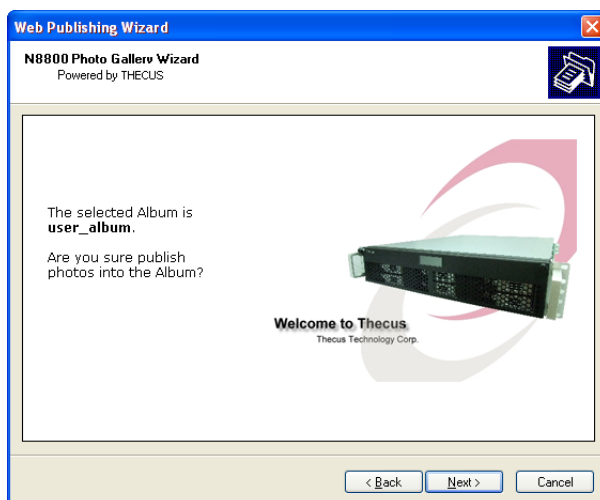 Web Publishing Wizard
N8800 Photo Gallery Wizard
Powered by THECUS
The selected Album is
user_album.
Are you sure publish
photos into the Album?
Welcome to Thecus
Thecus Technology Corp.
< Back
Next >
Cancel